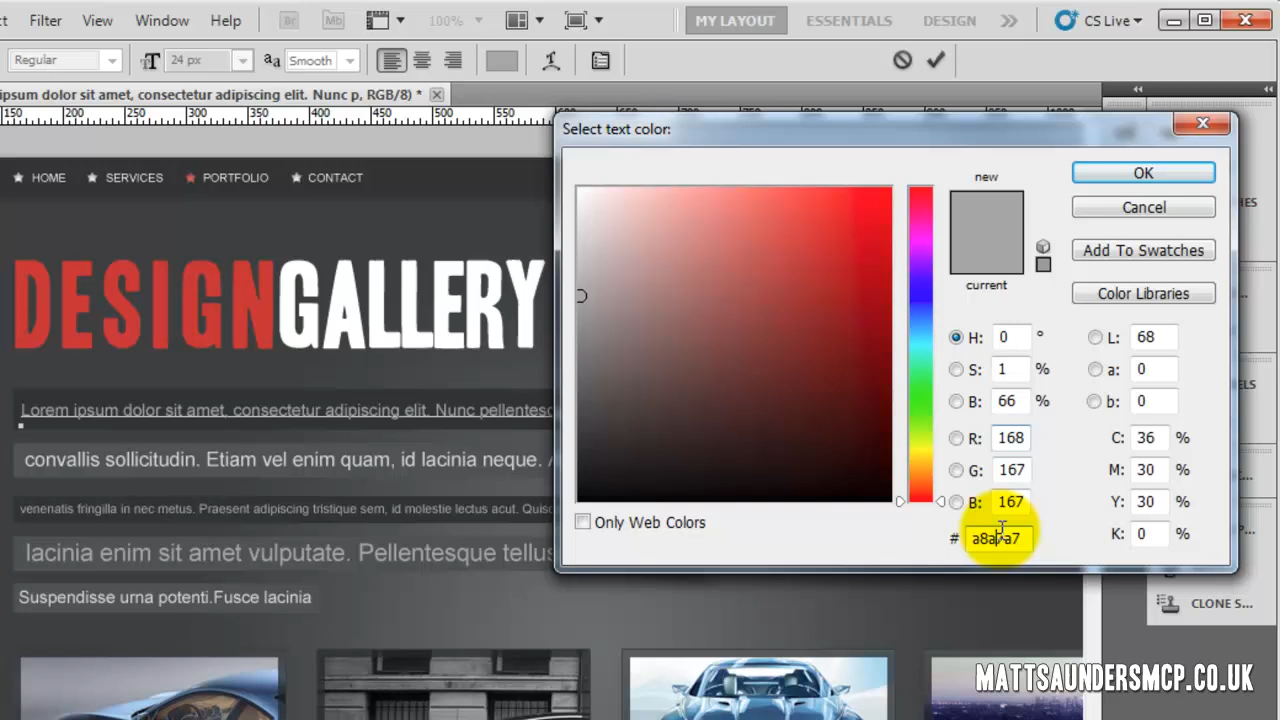 Filter View Window Help Br Mb 100% MY LAYOUT ESSENTIALS DESIGN CS Live
Regular T 24 px aa Smooth
ipsum dolor sit amet, consectetur adipiscing elit. Nunc p, RGB/8) *
150 200 250 300 350 400 450 500
Select text color:
HOME SERVICES PORTFOLIO CONTACT
new
OK
Cancel
Add To Swatches
current
Color Libraries
DESIGNGALLERY
H: 0 ° L: 68
S: 1 % a: 0
B: 66 % b: 0
R: 168 C: 36 %
G: 167 M: 30 %
B: 167 Y: 30 %
# a8a7a7 K: 0 %
Only Web Colors
Lorem ipsum dolor sit amet, consectetur adipiscing elit. Nunc pellentesc
convallis sollicitudin. Etiam vel enim quam, id lacinia neque.
venenatis fringilla in nec metus. Praesent adipiscing tristique sem, id molestie lectus acut. Quisc
lacinia enim sit amet vulputate. Pellentesque tellus
Suspendisse urna potenti.Fusce lacinia
CLONE S...
MATTSAUNDERSMCP.CO.UK